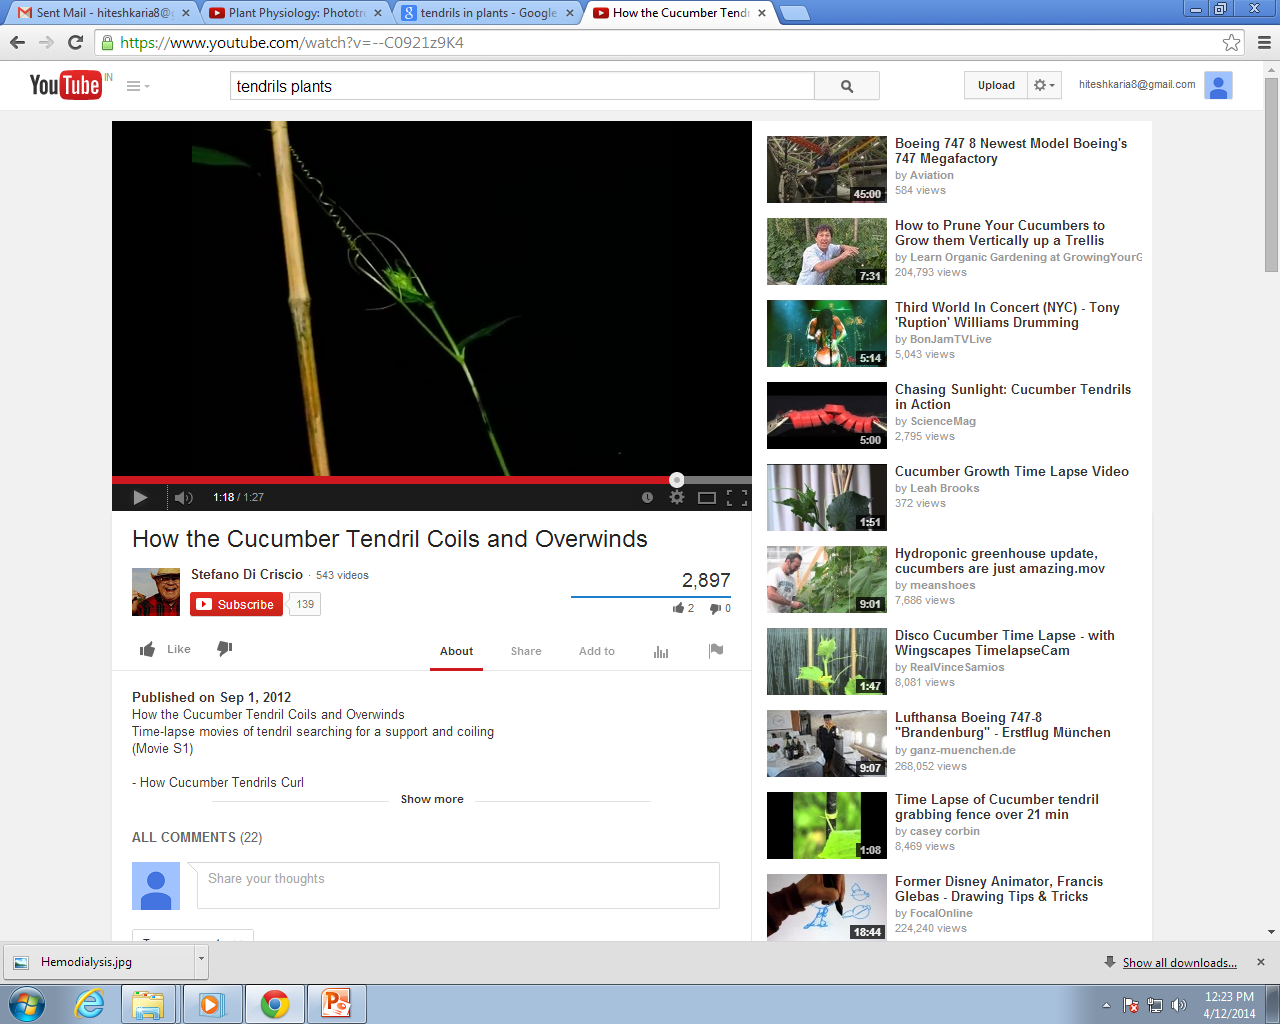 Sent Mail - hiteshkaria8@g
Plant Physiology: Phototr
tendrils in plants - Google
How the Cucumber Tendr
https://www.youtube.com/watch?v=--C0921z9K4
YouTube IN
tendrils plants
Upload
hiteshkaria8@gmail.com
1:18 / 1:27
How the Cucumber Tendril Coils and Overwinds
Stefano Di Criscio · 543 videos
Subscribe 139
2,897
2 0
Like
About Share Add to
Published on Sep 1, 2012
How the Cucumber Tendril Coils and Overwinds
Time-lapse movies of tendril searching for a support and coiling
(Movie S1)
- How Cucumber Tendrils Curl
Show more
ALL COMMENTS (22)
Share your thoughts
45:00
Boeing 747 8 Newest Model Boeing's
747 Megafactory
by Aviation
584 views
7:31
How to Prune Your Cucumbers to
Grow them Vertically up a Trellis
by Learn Organic Gardening at GrowingYourG
204,793 views
5:14
Third World In Concert (NYC) - Tony
'Ruption' Williams Drumming
by BonJamTVLive
5,043 views
5:00
Chasing Sunlight: Cucumber Tendrils
in Action
by ScienceMag
2,795 views
1:51
Cucumber Growth Time Lapse Video
by Leah Brooks
372 views
9:01
Hydroponic greenhouse update,
cucumbers are just amazing.mov
by meanshoes
7,686 views
1:47
Disco Cucumber Time Lapse - with
Wingscapes TimelapseCam
by RealVinceSamios
8,081 views
9:07
Lufthansa Boeing 747-8
"Brandenburg" - Erstflug München
by ganz-muenchen.de
268,052 views
1:08
Time Lapse of Cucumber tendril
grabbing fence over 21 min
by casey corbin
8,469 views
18:44
Former Disney Animator, Francis
Glebas - Drawing Tips & Tricks
by FocalOnline
224,240 views
Hemodialysis.jpg
Show all downloads...
12:23 PM
4/12/2014